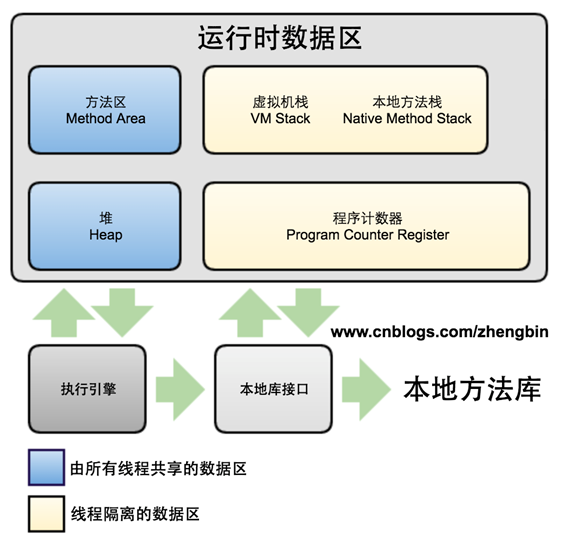 运行时数据区
方法区
Method Area
虚拟机栈
VM Stack
本地方法栈
Native Method Stack
堆
Heap
程序计数器
Program Counter Register
www.cnblogs.com/zhengbin
执行引擎
本地库接口
本地方法库
由所有线程共享的数据区
线程隔离的数据区